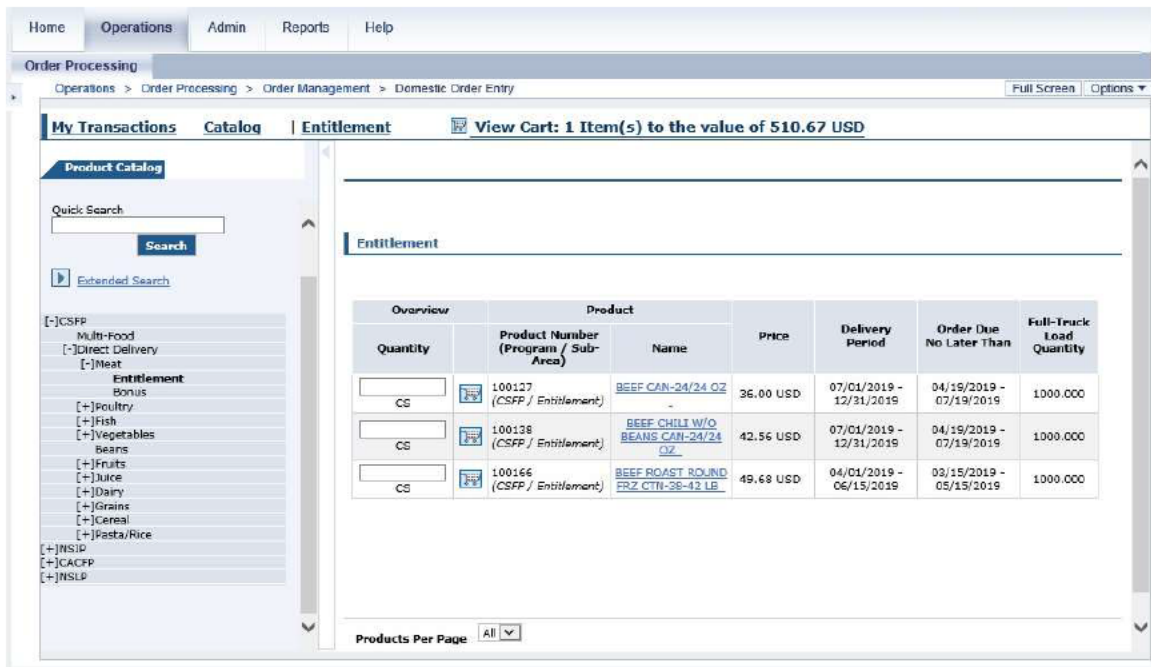 Home Operations Admin Reports Help
Order Processing
Operations > Order Processing > Order Management > Domestic Order Entry
Full Screen Options
My Transactions Catalog | Entitlement View Cart: 1 Item(s) to the value of 510.67 USD
Product Catalog
Quick Search
Search
Extended Search
[-]CSFP
Multi-Food
[-]Direct Delivery
[-]Meat
Entitlement
Bonus
[+]Poultry
[+]Fish
[+]Vegetables
Beans
[+]Fruits
[+]Juice
[+]Dairy
[+]Grains
[+]Cereal
[+]Pasta/Rice
[+]NSIP
[+]CACFP
[+]NSLP
Entitlement
Overview Product
Quantity
Product Number
(Program / Sub-
Area)
Name
Price
Delivery
Period
Order Due
No Later Than
Full-Truck
Load
Quantity
CS
100127
(CSFP / Entitlement)
BEEF CAN-24/24 OZ
36.00 USD
07/01/2019 -
12/31/2019
04/19/2019 -
07/19/2019
1000.000
CS
100138
(CSFP / Entitlement)
BEEF CHILI W/O
BEANS CAN-24/24
OZ
42.56 USD
07/01/2019 -
12/31/2019
04/19/2019 -
07/19/2019
1000.000
CS
100166
(CSFP / Entitlement)
BEEF ROAST ROUND
FRZ CTN-38-42 LB
49.68 USD
04/01/2019 -
06/15/2019
03/15/2019 -
05/15/2019
1000.000
Products Per Page All